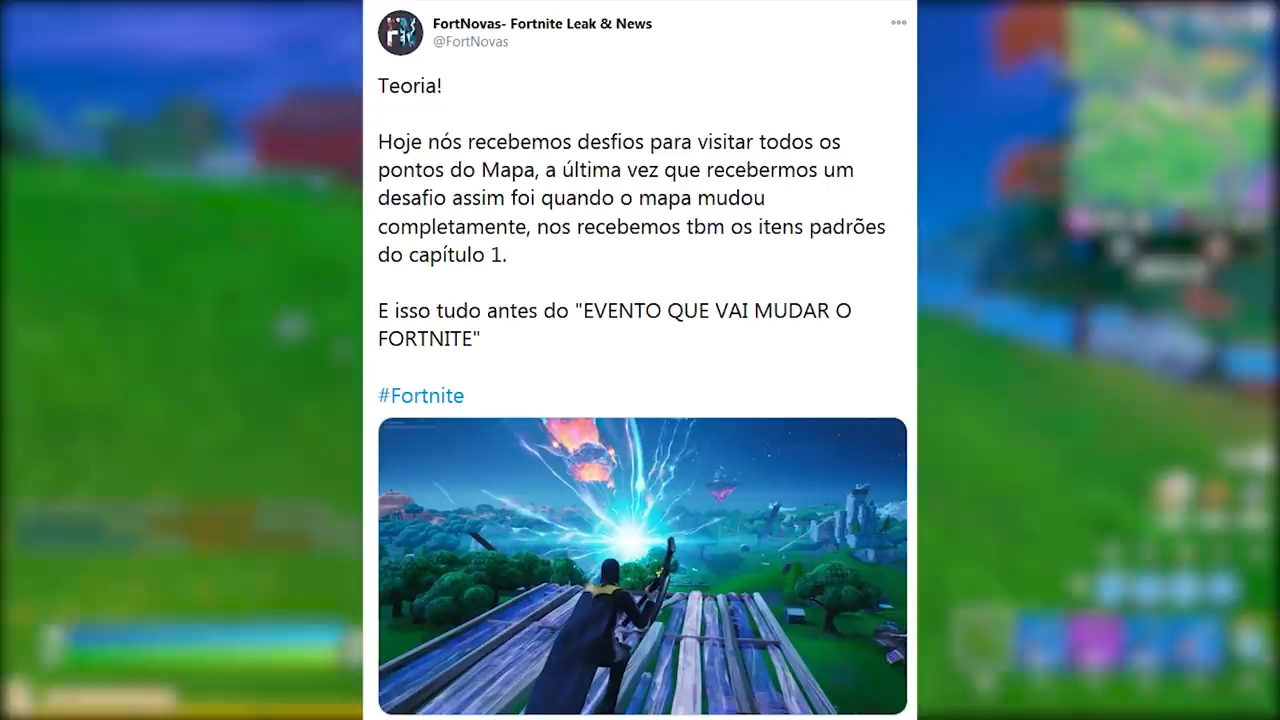 FortNovas- Fortnite Leak & News
@FortNovas
Teoria!
Hoje nós recebemos desfios para visitar todos os
pontos do Mapa, a última vez que recebermos um
desafio assim foi quando o mapa mudou
completamente, nos recebemos tbm os itens padrões
do capítulo 1.
E isso tudo antes do "EVENTO QUE VAI MUDAR O
FORTNITE"
#Fortnite